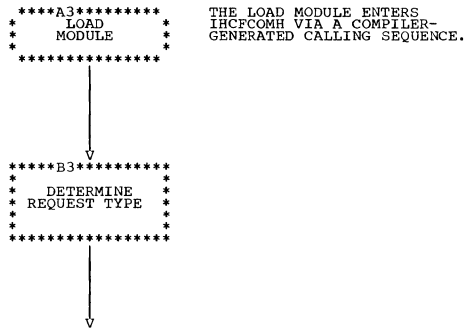 ****A3*********
* LOAD *
* MODULE *
* *
***************
THE LOAD MODULE ENTERS
IHCFCOMH VIA A COMPILER-
GENERATED CALLING SEQUENCE.
V
*****B3**********
* *
* DETERMINE *
* REQUEST TYPE *
* *
* *
*****************
V